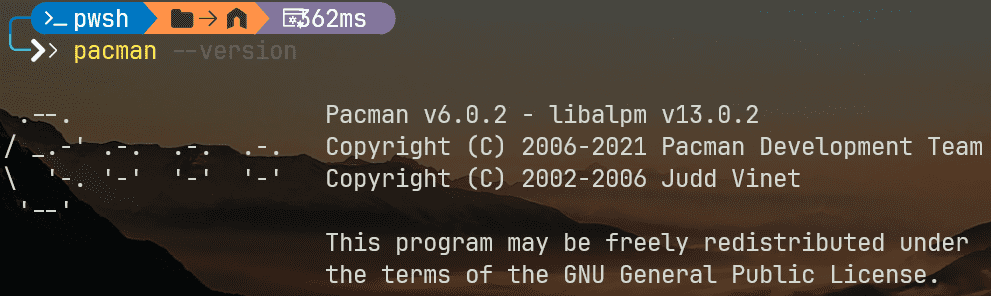 pwsh 362ms
pacman --version
 .--.                  Pacman v6.0.2 - libalpm v13.0.2
/ _.-' .-.  .-.  .-.   Copyright (C) 2006-2021 Pacman Development Team
\  '-. '-'  '-'  '-'   Copyright (C) 2002-2006 Judd Vinet
 '--'
                       This program may be freely redistributed under
                       the terms of the GNU General Public License.